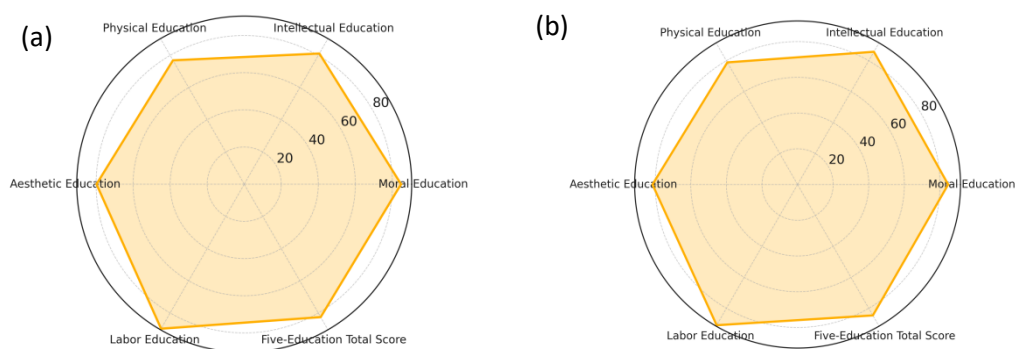 (a)
Physical Education
Intellectual Education
80
60
40
20
Aesthetic Education
Moral Education
Labor Education
Five-Education Total Score
(b)
Physical Education
Intellectual Education
80
60
40
20
Aesthetic Education
Moral Education
Labor Education
Five-Education Total Score